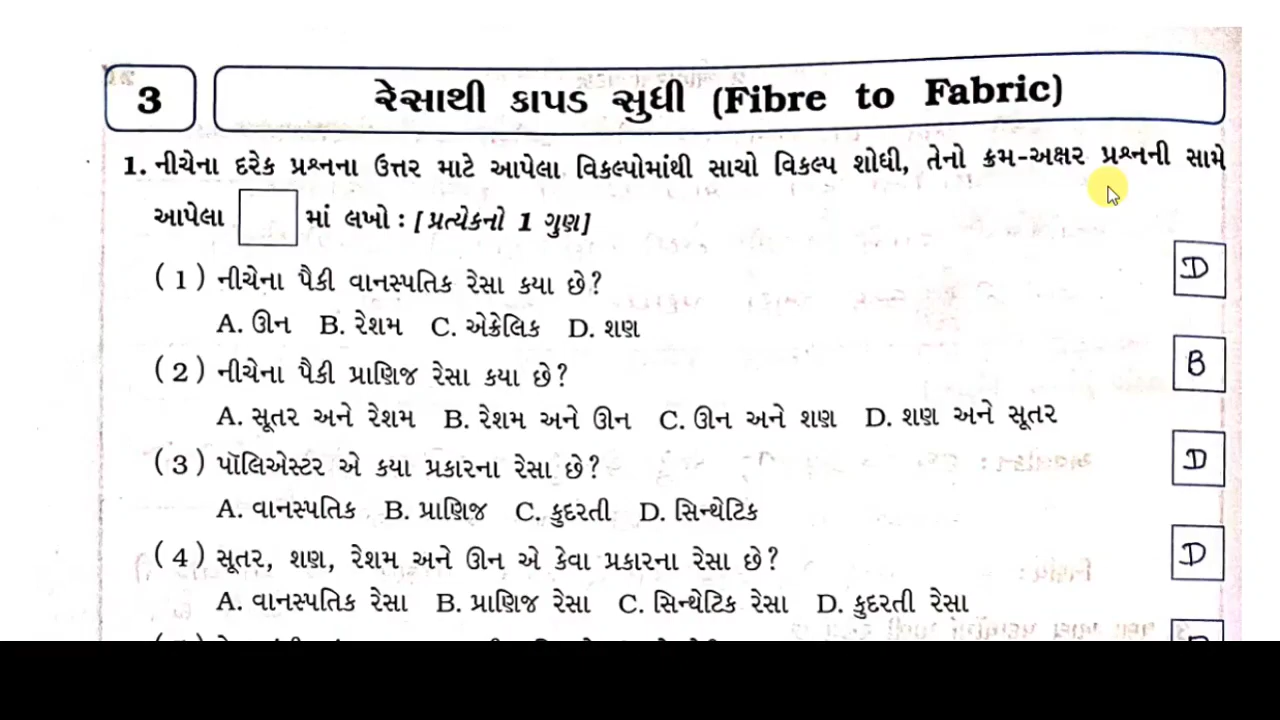 3
રેસાથી કાપડ સુધી (Fibre to Fabric)
1. નીચેના દરેક પ્રશ્નના ઉત્તર માટે આપેલા વિકલ્પોમાંથી સાચો વિકલ્પ શોધી, તેનો ક્રમ-અક્ષર પ્રશ્નની સામે
આપેલા માં લખો : [પ્રત્યેકનો 1 ગુણ]
(1) નીચેના પૈકી વાનસ્પતિક રેસા કયા છે? D
A. ઊન B. રેશમ C. એક્રેલિક D. શણ
(2) નીચેના પૈકી પ્રાણિજ રેસા કયા છે? B
A. સૂતર અને રેશમ B. રેશમ અને ઊન C. ઊન અને શણ D. શણ અને સૂતર
(3) પૉલિએસ્ટર એ કયા પ્રકારના રેસા છે? D
A. વાનસ્પતિક B. પ્રાણિજ C. કુદરતી D. સિન્થેટિક
(4) સૂતર, શણ, રેશમ અને ઊન એ કેવા પ્રકારના રેસા છે? D
A. વાનસ્પતિક રેસા B. પ્રાણિજ રેસા C. સિન્થેટિક રેસા D. કુદરતી રેસા